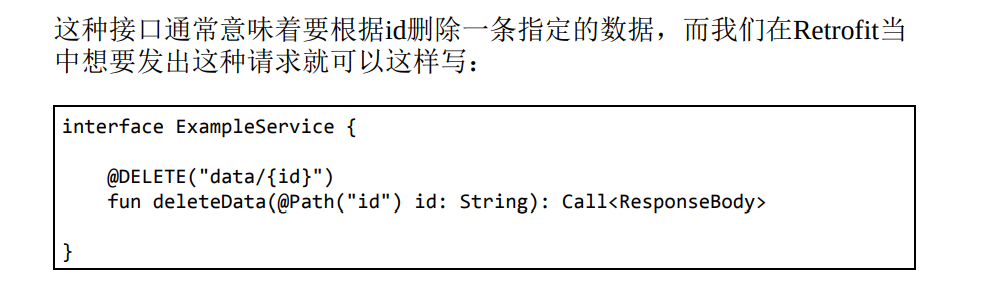 这种接口通常意味着要根据id删除一条指定的数据，而我们在Retrofit当
中想要发出这种请求就可以这样写：
interface ExampleService {
    @DELETE("data/{id}")
    fun deleteData(@Path("id") id: String): Call<ResponseBody>
}